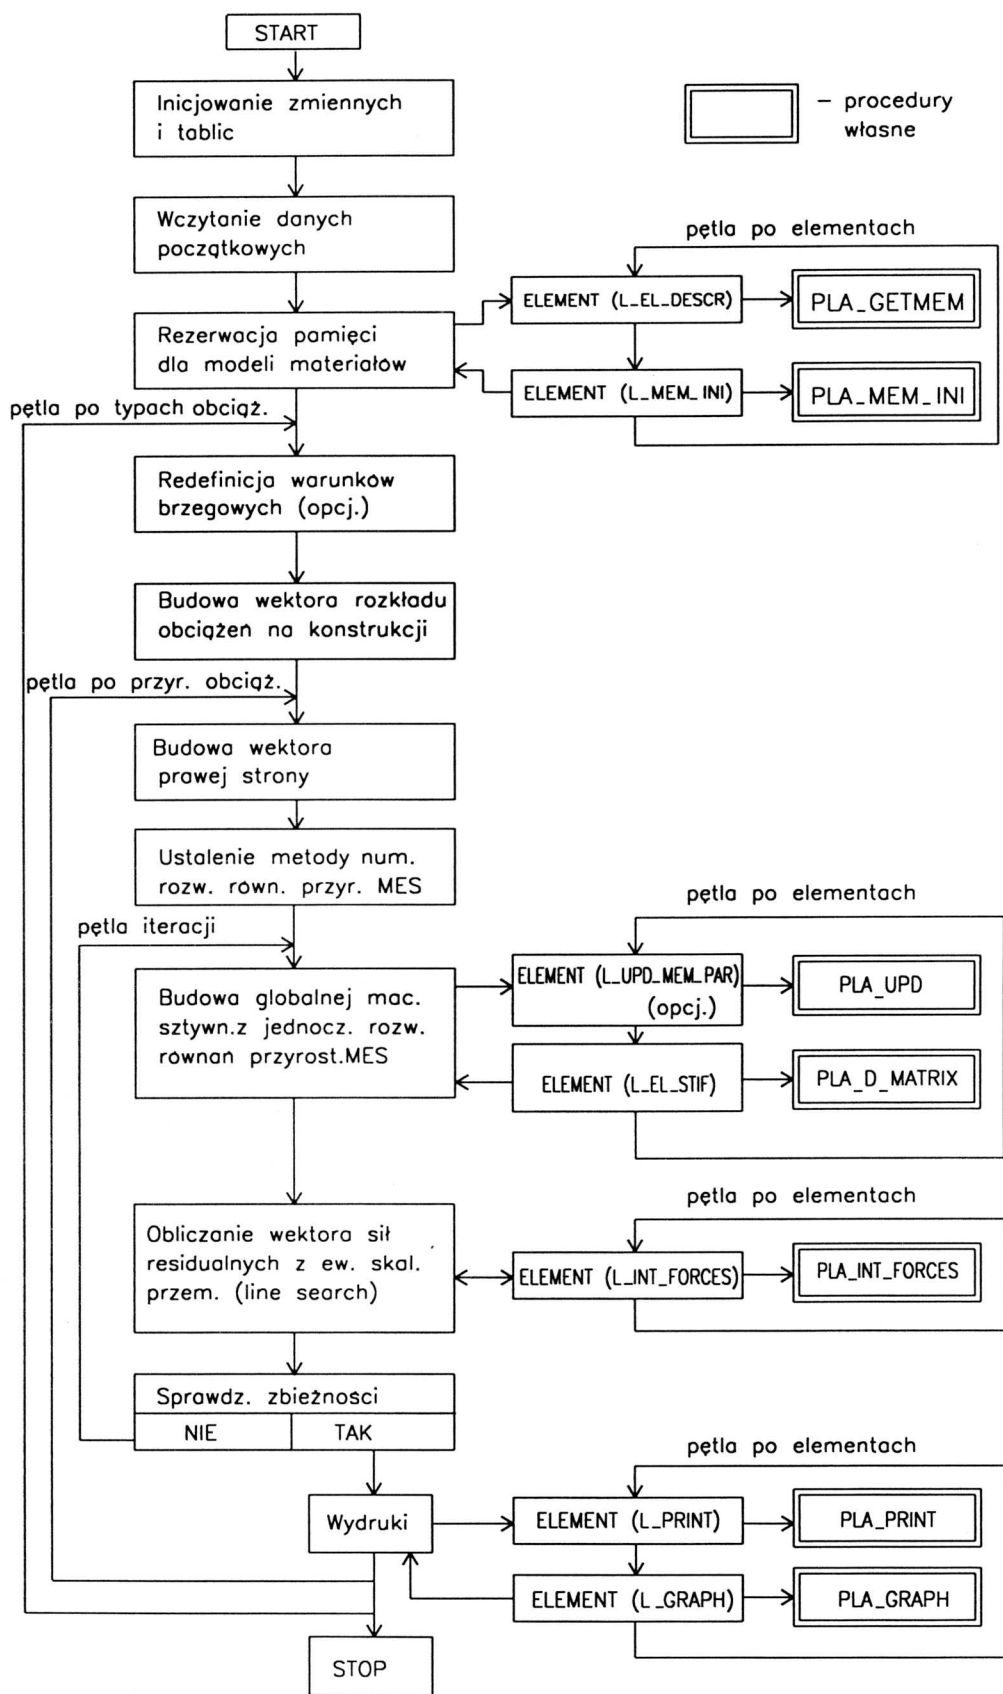 START
Inicjowanie zmiennych
i tablic
– procedury
własne
Wczytanie danych
początkowych
pętla po elementach
ELEMENT (L_EL_DESCR)
PLA_GETMEM
Rezerwacja pamięci
dla modeli materiałów
ELEMENT (L_MEM_INI)
PLA_MEM_INI
pętla po typach obciąż.
Redefinicja warunków
brzegowych (opcj.)
Budowa wektora rozkładu
obciążeń na konstrukcji
pętla po przyr. obciąż.
Budowa wektora
prawej strony
Ustalenie metody num.
rozw. równ. przyr. MES
pętla iteracji
pętla po elementach
Budowa globalnej mac.
sztywn.z jednocz. rozw.
równań przyrost.MES
ELEMENT (L_UPD_MEM_PAR)
(opcj.)
PLA_UPD
ELEMENT (L_EL_STIF)
PLA_D_MATRIX
pętla po elementach
Obliczanie wektora sił
residualnych z ew. skal.
przem. (line search)
ELEMENT (L_INT_FORCES)
PLA_INT_FORCES
Sprawdz. zbieżności
NIE
TAK
pętla po elementach
Wydruki
ELEMENT (L_PRINT)
PLA_PRINT
ELEMENT (L_GRAPH)
PLA_GRAPH
STOP